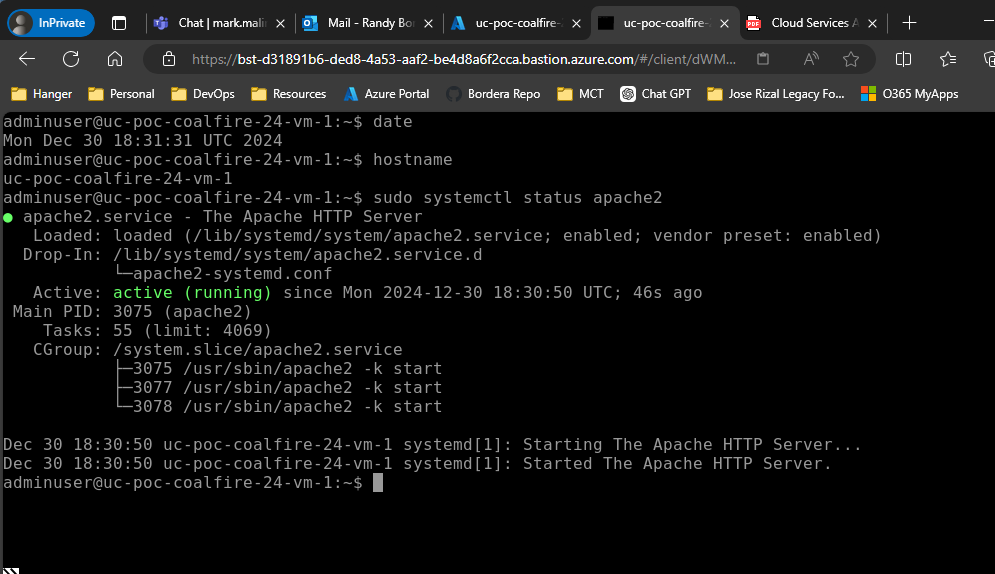 InPrivate
Chat | mark.mali
Mail - Randy Bo
uc-poc-coalfire-
uc-poc-coalfire-
PDF
Cloud Services A
https://bst-d31891b6-ded8-4a53-aaf2-be4d8a6f2cca.bastion.azure.com/#/client/dWM...
Hanger
Personal
DevOps
Resources
Azure Portal
Bordera Repo
MCT
Chat GPT
Jose Rizal Legacy Fo...
O365 MyApps
adminuser@uc-poc-coalfire-24-vm-1:~$ date
Mon Dec 30 18:31:31 UTC 2024
adminuser@uc-poc-coalfire-24-vm-1:~$ hostname
uc-poc-coalfire-24-vm-1
adminuser@uc-poc-coalfire-24-vm-1:~$ sudo systemctl status apache2
● apache2.service - The Apache HTTP Server
Loaded: loaded (/lib/systemd/system/apache2.service; enabled; vendor preset: enabled)
Drop-In: /lib/systemd/system/apache2.service.d
└─apache2-systemd.conf
Active: active (running) since Mon 2024-12-30 18:30:50 UTC; 46s ago
Main PID: 3075 (apache2)
Tasks: 55 (limit: 4069)
CGroup: /system.slice/apache2.service
├─3075 /usr/sbin/apache2 -k start
├─3077 /usr/sbin/apache2 -k start
└─3078 /usr/sbin/apache2 -k start
Dec 30 18:30:50 uc-poc-coalfire-24-vm-1 systemd[1]: Starting The Apache HTTP Server...
Dec 30 18:30:50 uc-poc-coalfire-24-vm-1 systemd[1]: Started The Apache HTTP Server.
adminuser@uc-poc-coalfire-24-vm-1:~$